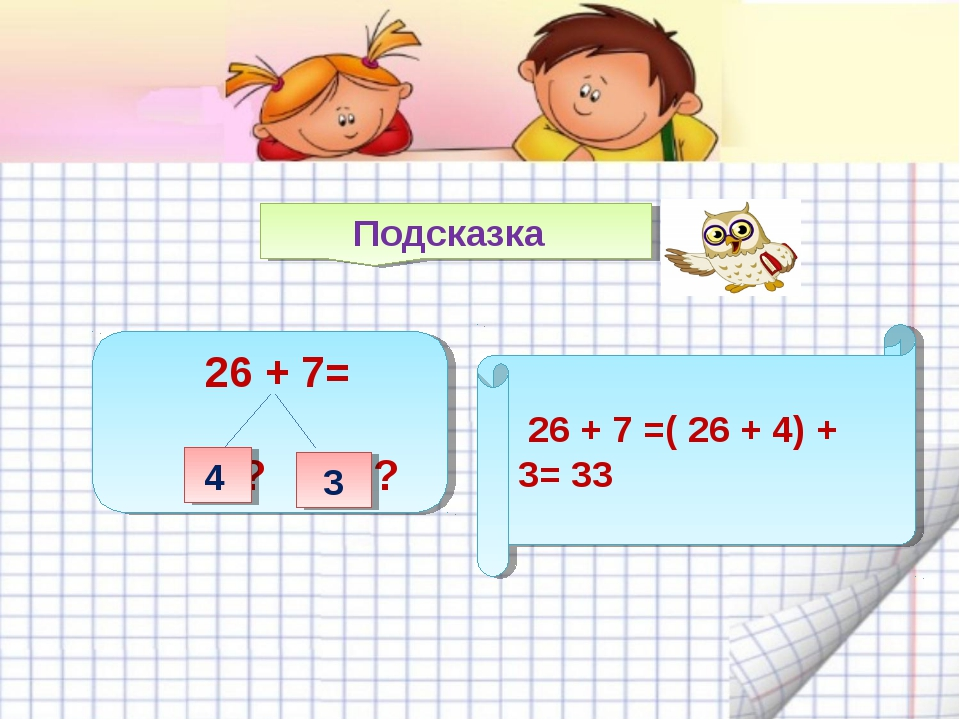 Подсказка
26 + 7=
4 ? 3 ?
26 + 7 =( 26 + 4) +
3= 33